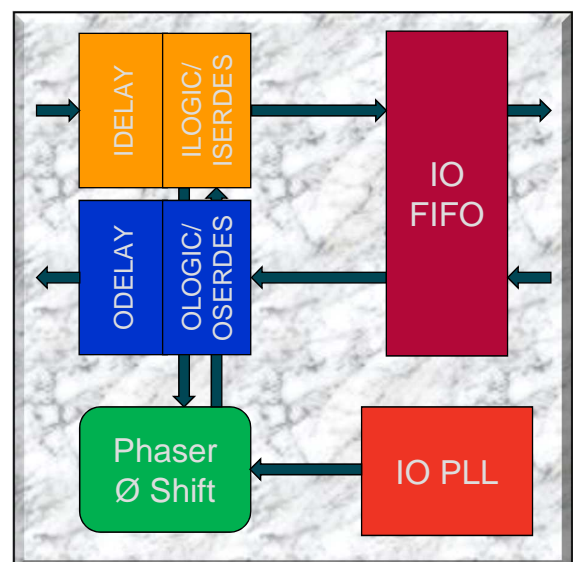 IDELAY
ILOGIC/
ISERDES
IO
FIFO
ODELAY
OLOGIC/
OSERDES
Phaser
Ø Shift
IO PLL